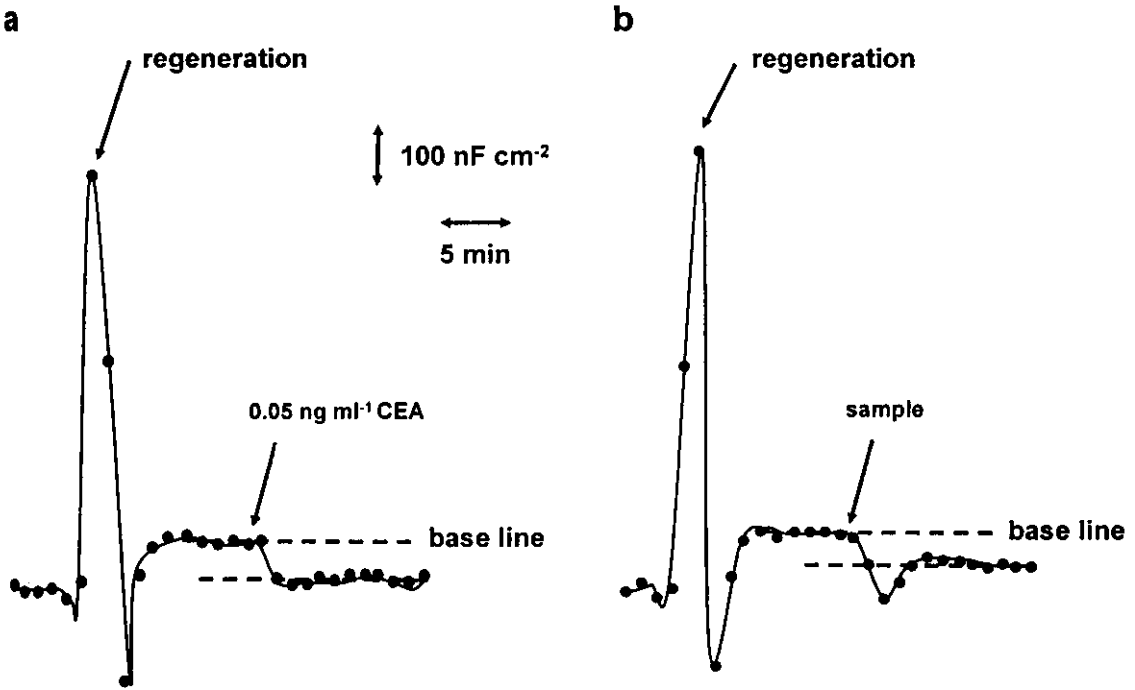 a
regeneration
100 nF cm-2
5 min
0.05 ng ml-1 CEA
base line
b
regeneration
sample
base line